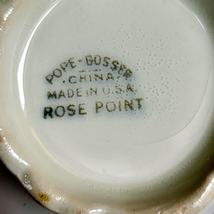 POPE-GOSSER
·CHINA·
MADE IN U.S.A.
ROSE POINT